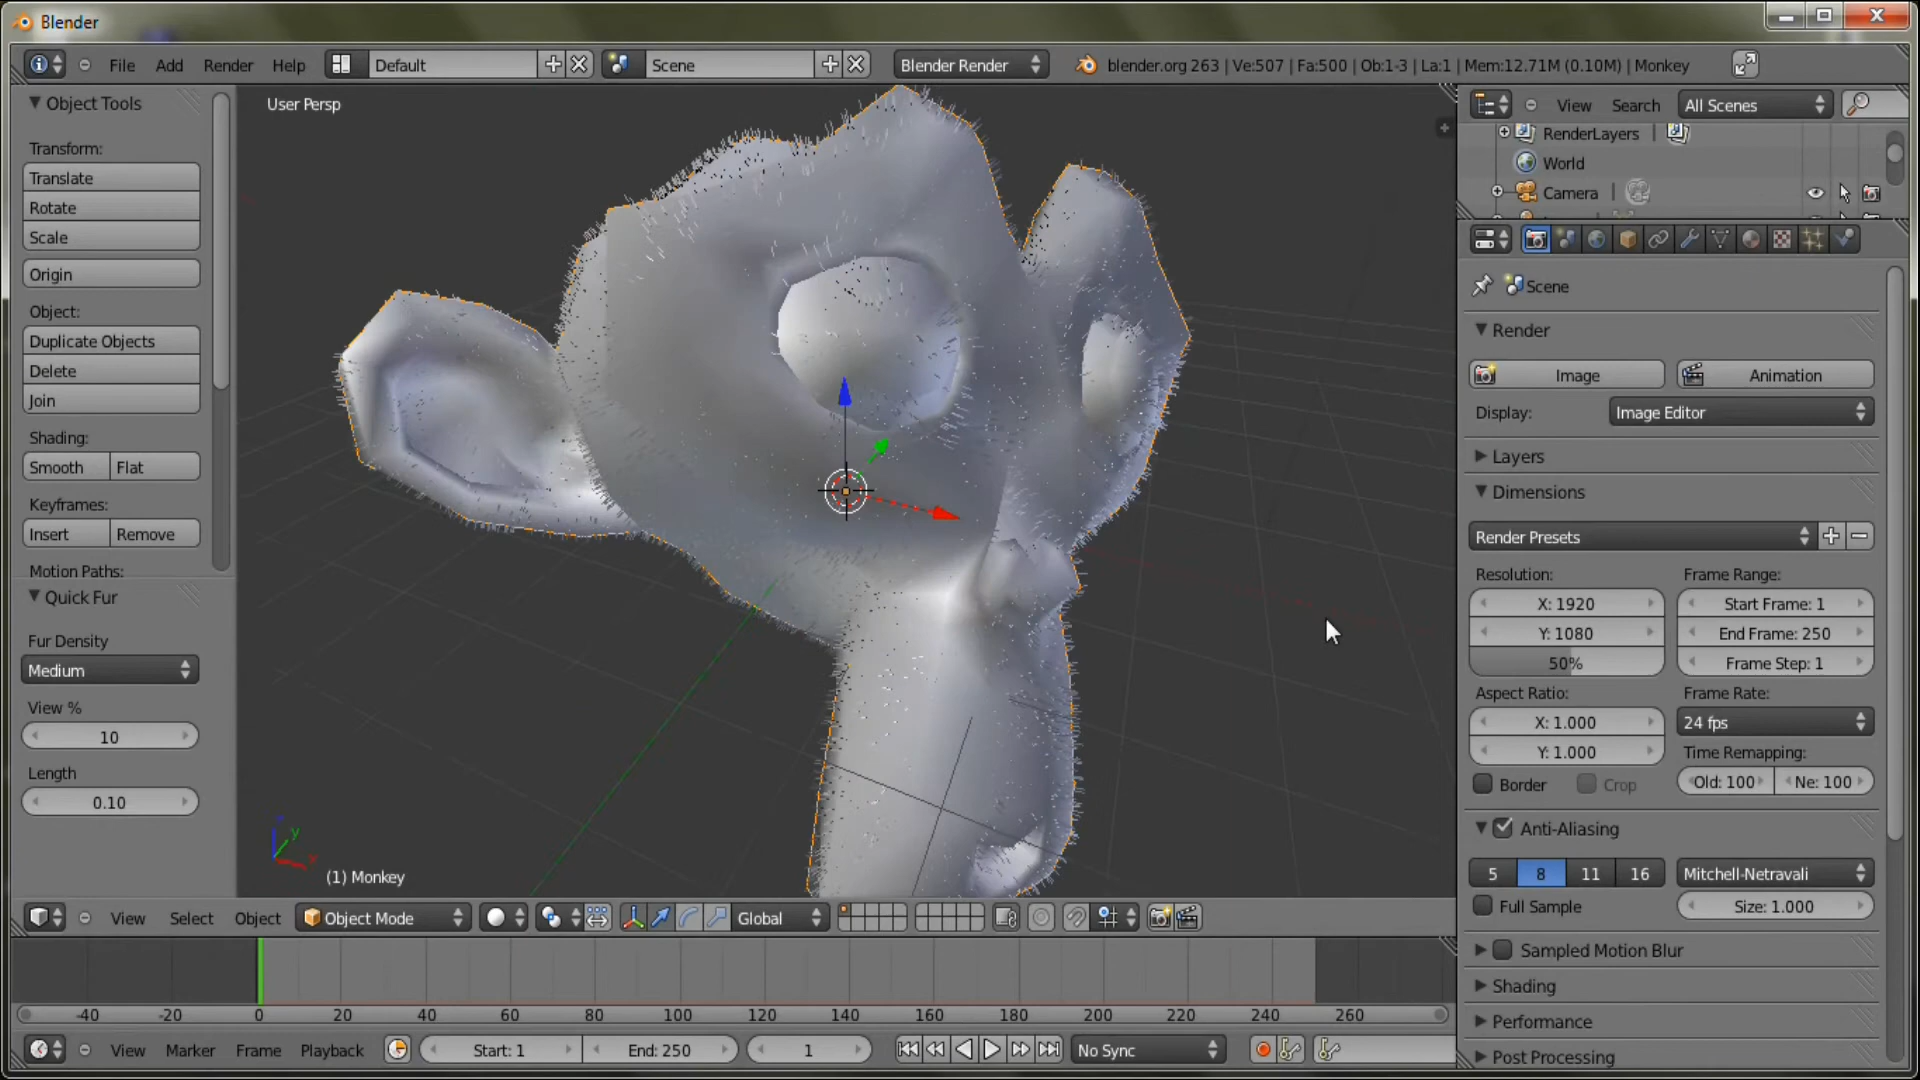 Blender
File Add Render Help Default Scene Blender Render blender.org 263 | Ve:507 | Fa:500 | Ob:1-3 | La:1 | Mem:12.71M (0.10M) | Monkey
Object Tools
Transform:
Translate
Rotate
Scale
Origin
Object:
Duplicate Objects
Delete
Join
Shading:
Smooth Flat
Keyframes:
Insert Remove
Motion Paths:
Quick Fur
Fur Density
Medium
View %
10
Length
0.10
User Persp
z
y
x
(1) Monkey
View Select Object Object Mode Global
-40 -20 0 20 40 60 80 100 120 140 160 180 200 220 240 260
View Marker Frame Playback Start: 1 End: 250 1 No Sync
View Search All Scenes
RenderLayers |
World
Camera |
Scene
Render
Image Animation
Display: Image Editor
Layers
Dimensions
Render Presets
Resolution: Frame Range:
X: 1920 Start Frame: 1
Y: 1080 End Frame: 250
50% Frame Step: 1
Aspect Ratio: Frame Rate:
X: 1.000 24 fps
Y: 1.000 Time Remapping:
Border Crop Old: 100 Ne: 100
Anti-Aliasing
5 8 11 16 Mitchell-Netravali
Full Sample Size: 1.000
Sampled Motion Blur
Shading
Performance
Post Processing